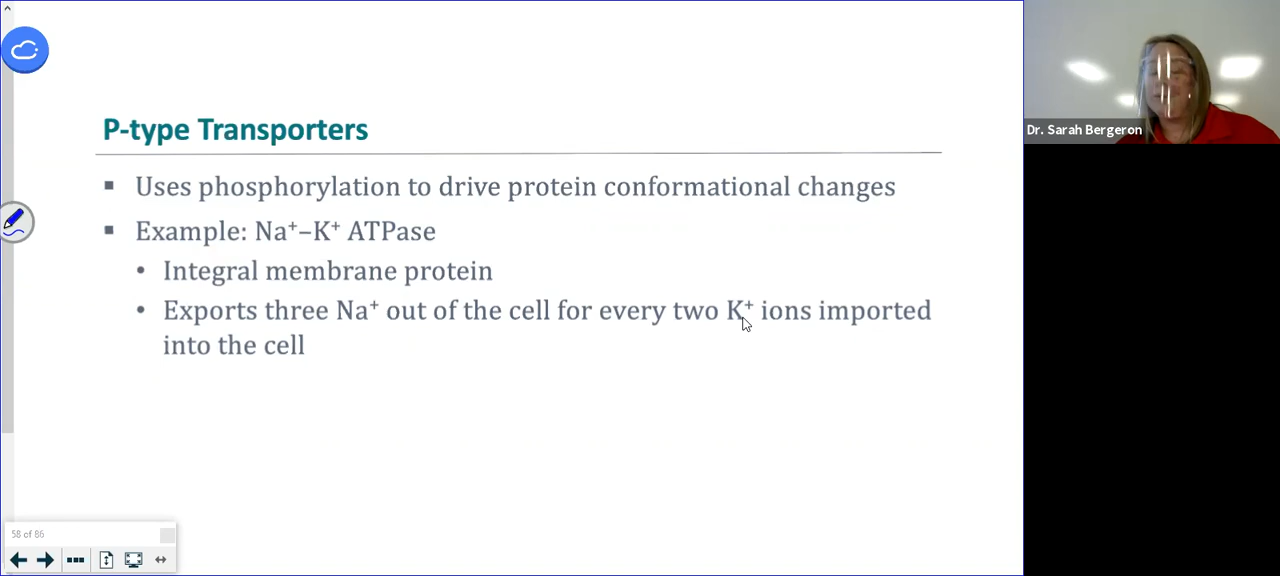 P-type Transporters
▪ Uses phosphorylation to drive protein conformational changes
▪ Example: Na⁺–K⁺ ATPase
• Integral membrane protein
• Exports three Na⁺ out of the cell for every two K⁺ ions imported
into the cell
Dr. Sarah Bergeron
58 of 86